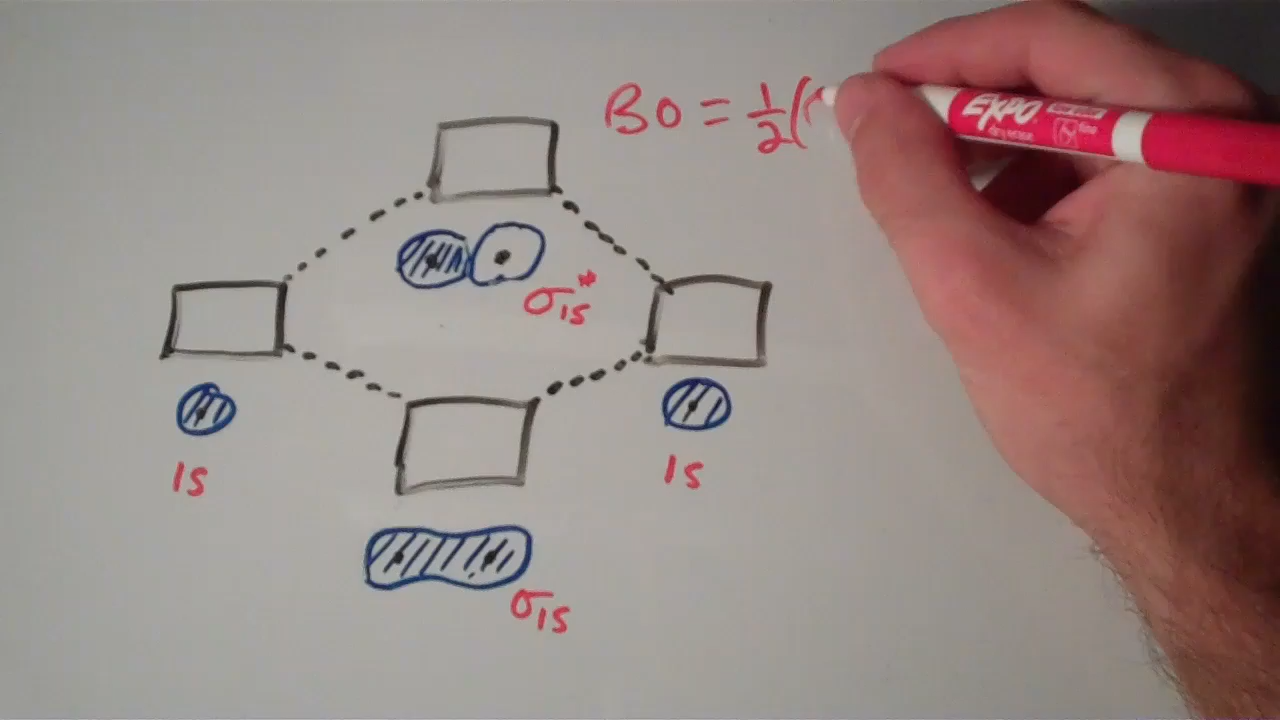 BO = 1/2 (
EXPO
σ1s*
1s
1s
σ1s